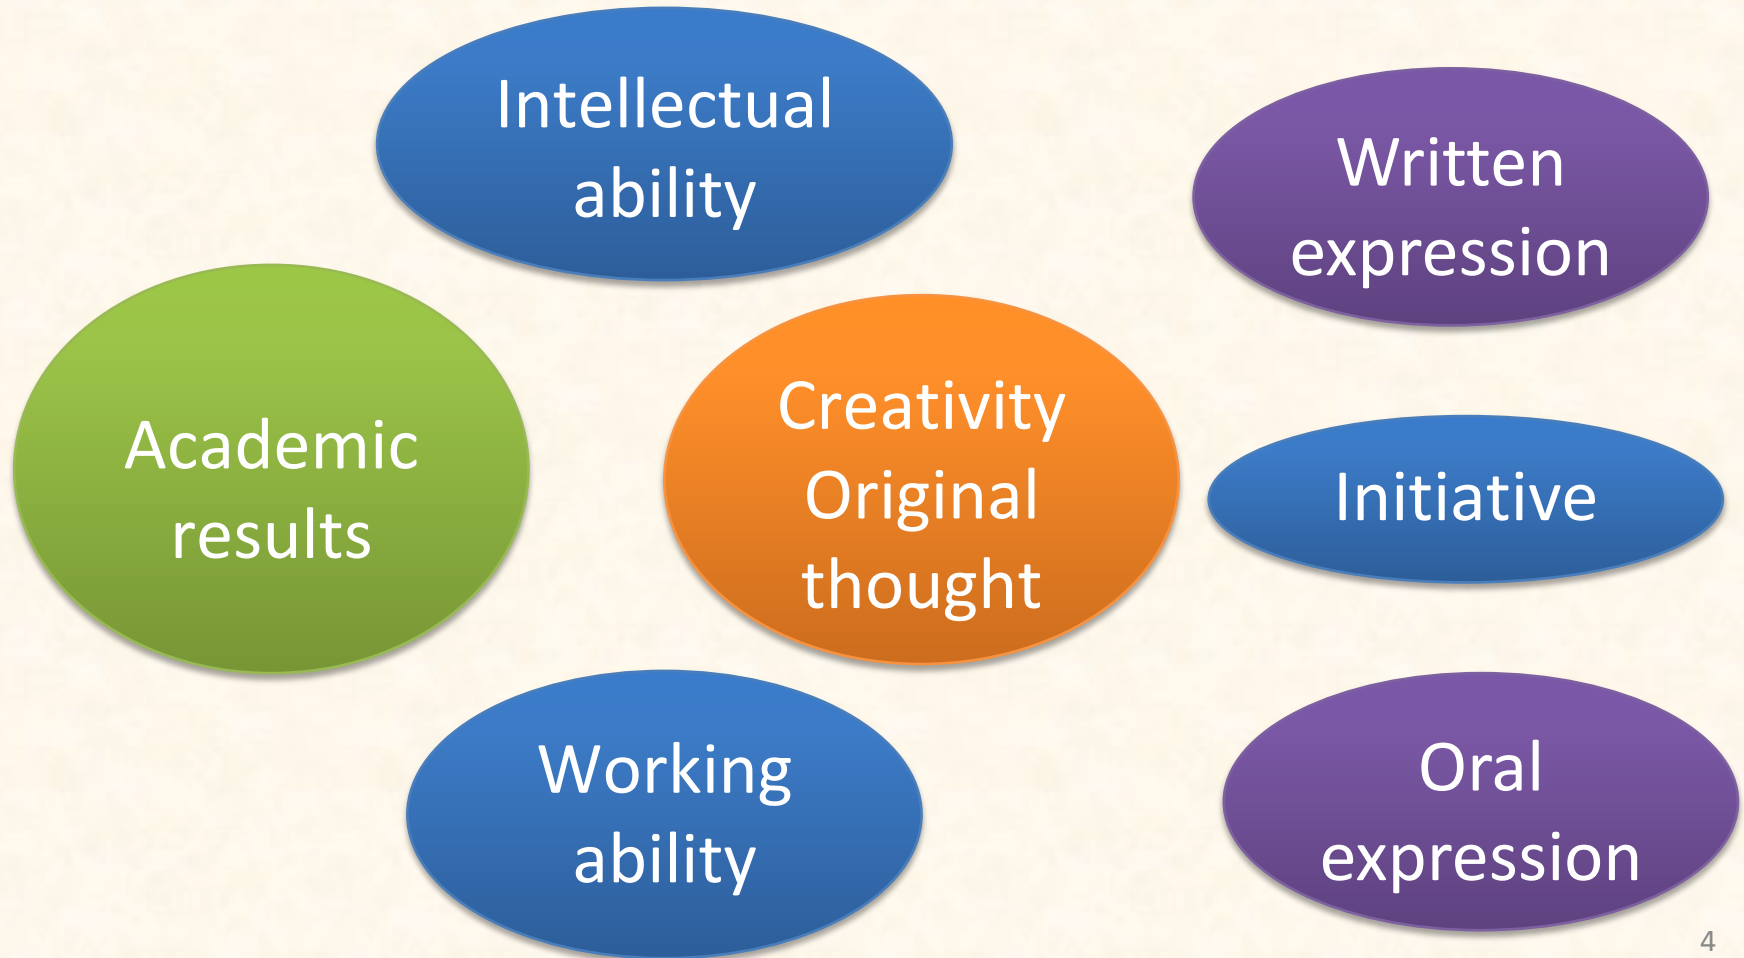 Intellectual
ability
Written
expression
Academic
results
Creativity
Original
thought
Initiative
Working
ability
Oral
expression
4